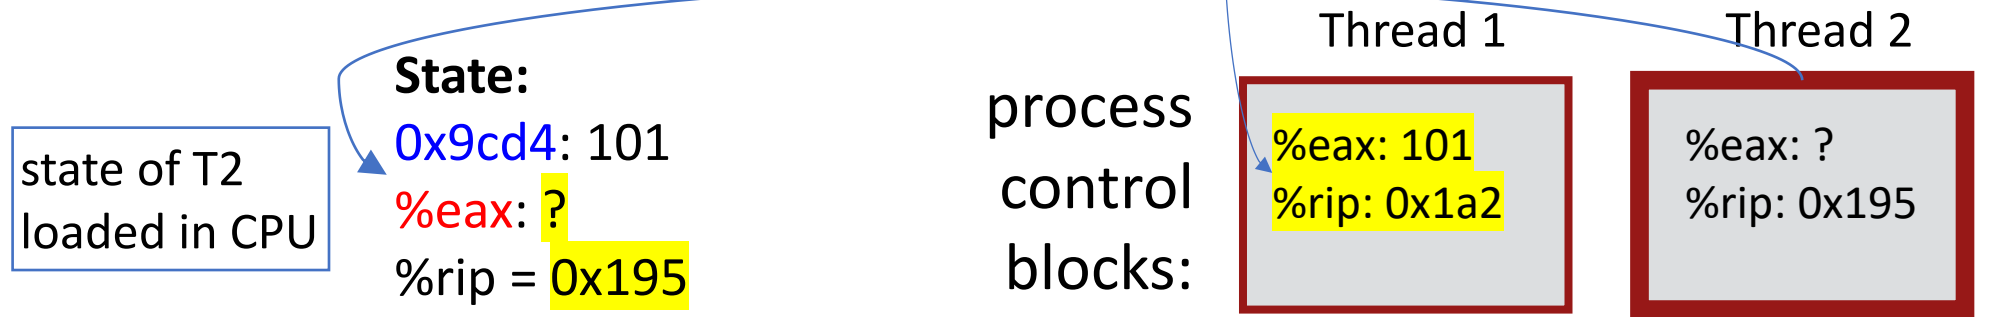 state of T2
loaded in CPU
State:
0x9cd4: 101
%eax: ?
%rip = 0x195
process
control
blocks:
Thread 1
%eax: 101
%rip: 0x1a2
Thread 2
%eax: ?
%rip: 0x195